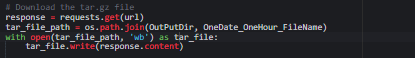 # Download the tar.gz file
response = requests.get(url)
tar_file_path = os.path.join(OutPutDir, OneDate_OneHour_FileName)
with open(tar_file_path, 'wb') as tar_file:
    tar_file.write(response.content)